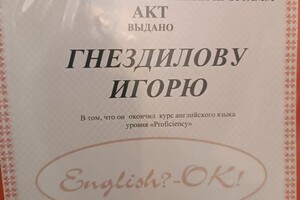 АКТ
ВЫДАНО
ГНЕЗДИЛОВУ
ИГОРЮ
В том, что он окончил курс английского языка
уровня «Proficiency»
English?-OK!